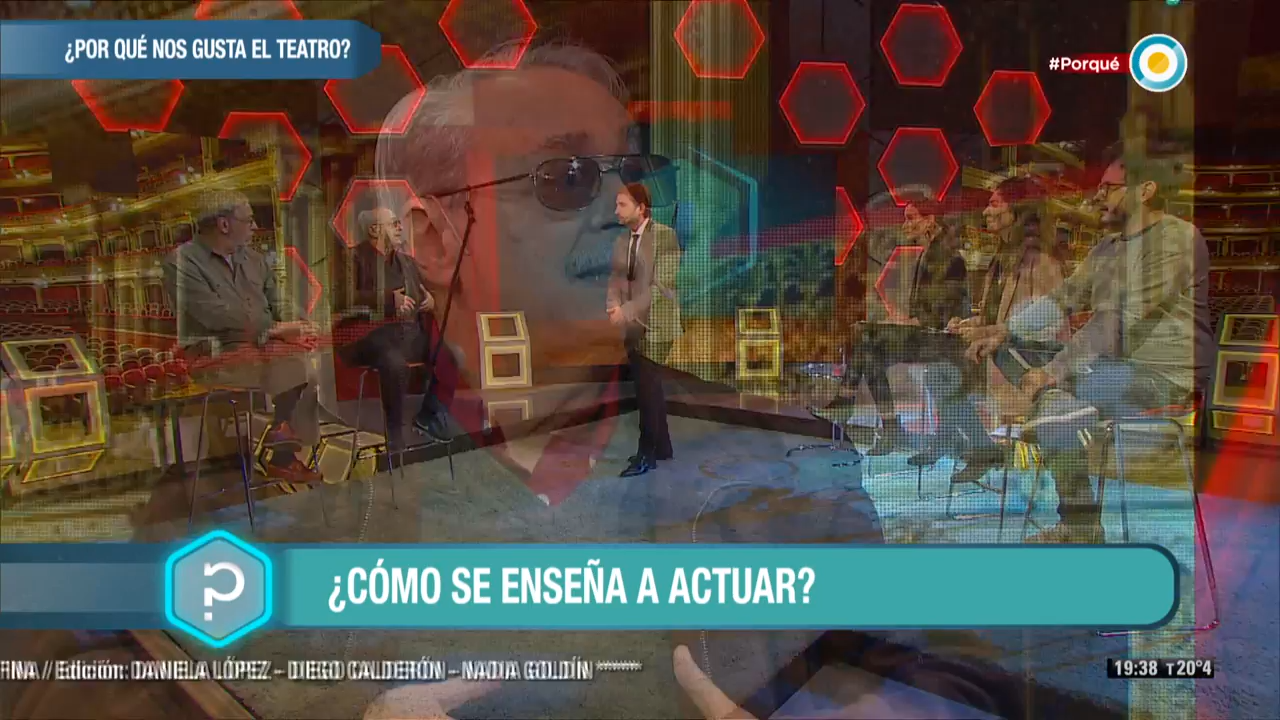 ¿POR QUÉ NOS GUSTA EL TEATRO?
#Porqué
¿CÓMO SE ENSEÑA A ACTUAR?
FINA // Edición: DANIELA LÓPEZ - DIEGO CALDERÓN - NADIA GOLDÍN
19:38 T20°4